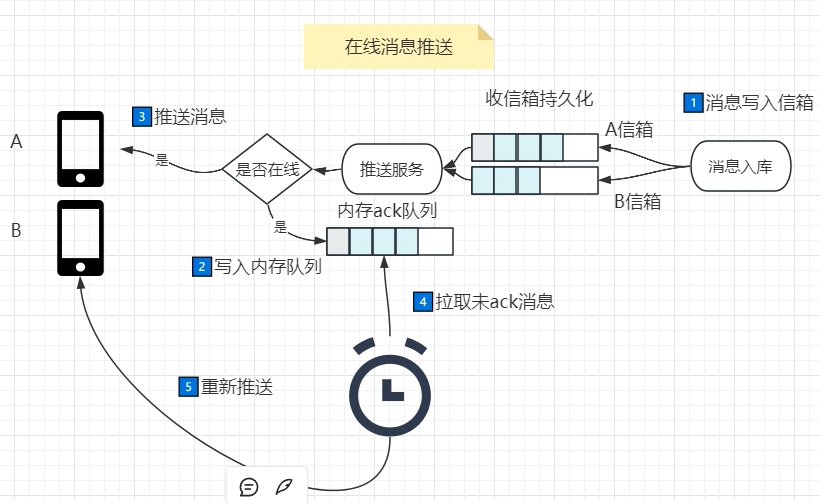 在线消息推送
收信箱持久化
1 消息写入信箱
3 推送消息
A信箱
A
是
是否在线
推送服务
消息入库
B信箱
内存ack队列
B
是
2 写入内存队列
4 拉取未ack消息
5 重新推送